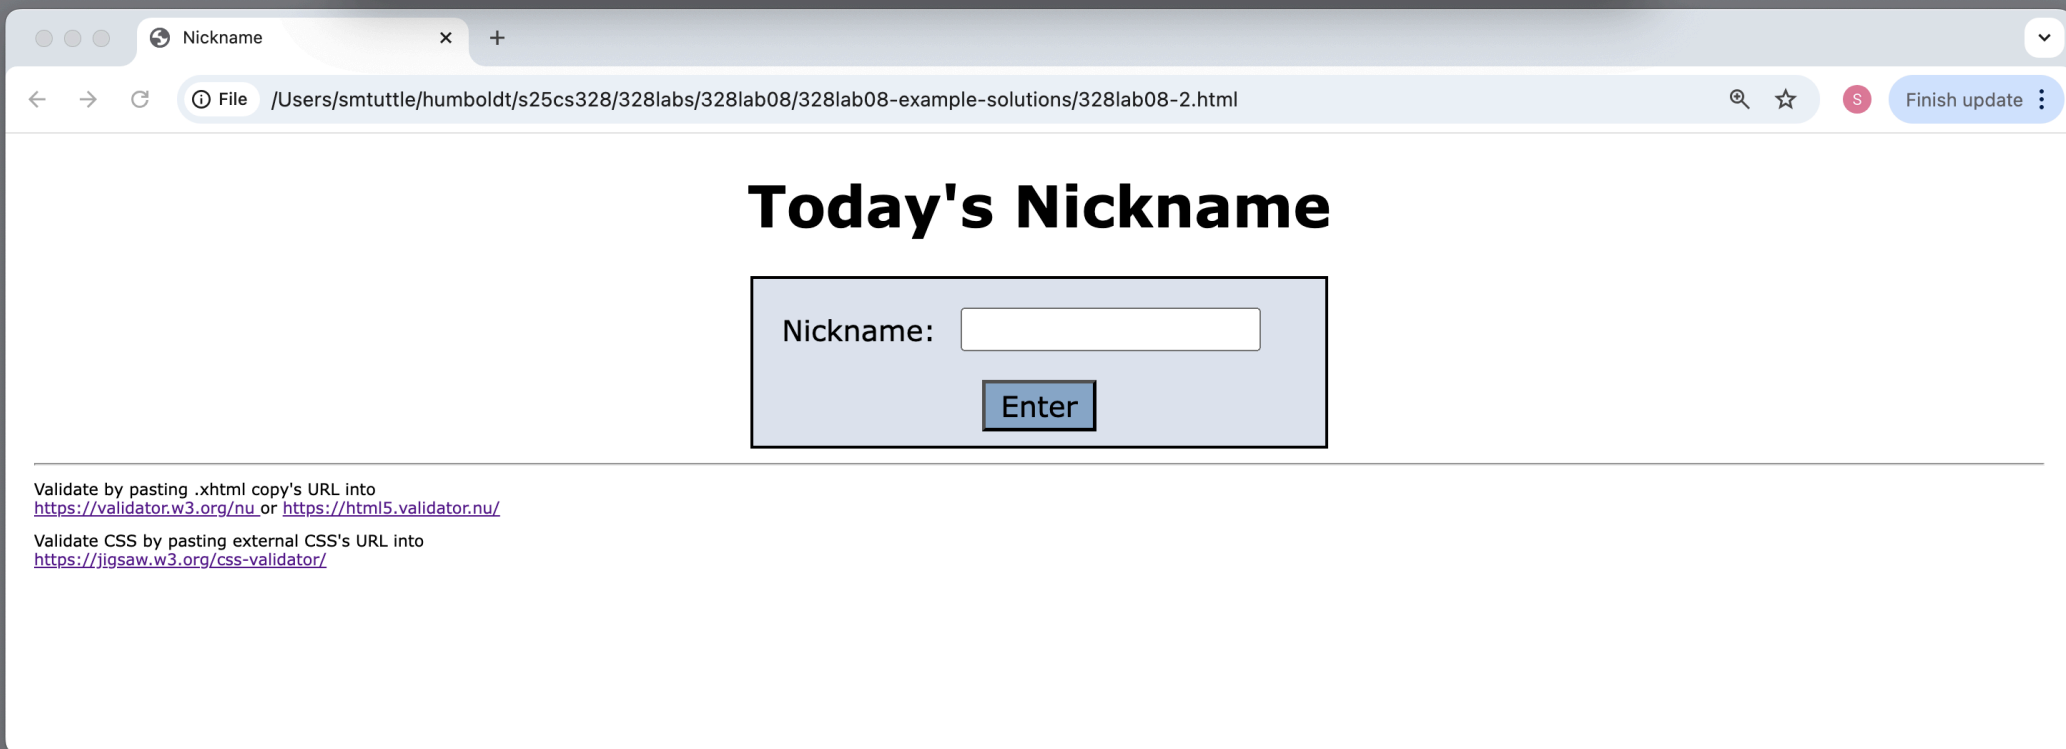 Nickname
File /Users/smtuttle/humboldt/s25cs328/328labs/328lab08/328lab08-example-solutions/328lab08-2.html S Finish update
Today's Nickname
Nickname:
Enter
Validate by pasting .xhtml copy's URL into
https://validator.w3.org/nu or https://html5.validator.nu/
Validate CSS by pasting external CSS's URL into
https://jigsaw.w3.org/css-validator/